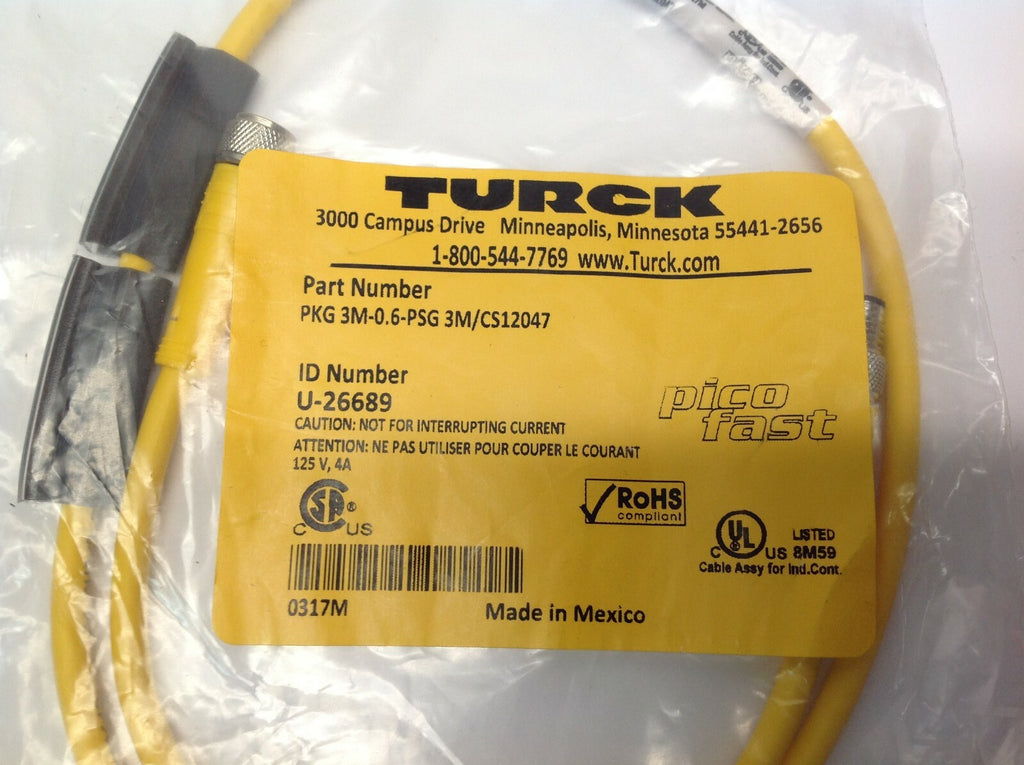 TURCK
3000 Campus Drive Minneapolis, Minnesota 55441-2656
1-800-544-7769 www.Turck.com
Part Number
PKG 3M-0.6-PSG 3M/CS12047
ID Number
U-26689
CAUTION: NOT FOR INTERRUPTING CURRENT
ATTENTION: NE PAS UTILISER POUR COUPER LE COURANT
125 V, 4A
pico
fast
C SA ® US
RoHS
compliant
C UL ® US LISTED
8M59
Cable Assy for Ind.Cont.
0317M
Made in Mexico